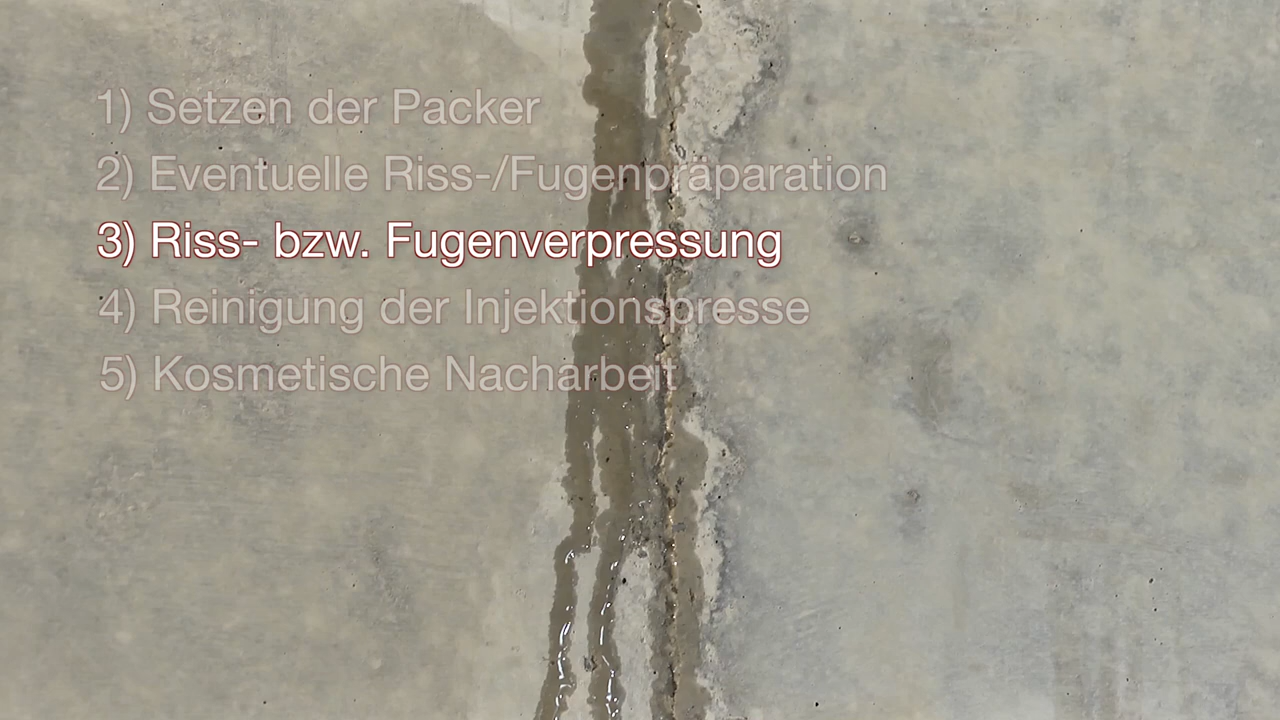 1) Setzen der Packer
2) Eventuelle Riss-/Fugenpräparation
3) Riss- bzw. Fugenverpressung
4) Reinigung der Injektionspresse
5) Kosmetische Nacharbeit